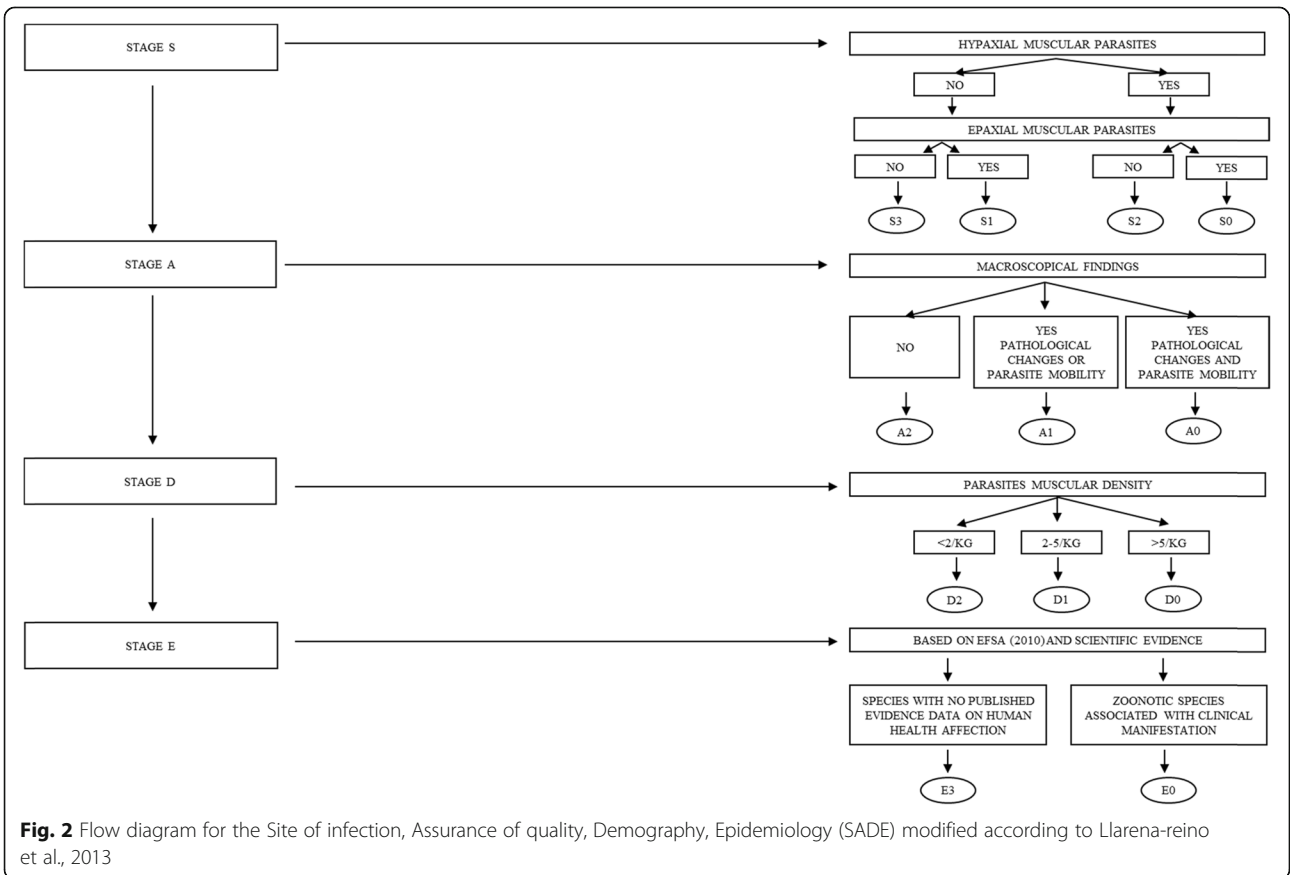 STAGE S
HYPAXIAL MUSCULAR PARASITES
NO
YES
EPAXIAL MUSCULAR PARASITES
NO
YES
NO
YES
S3
S1
S2
S0
STAGE A
MACROSCOPICAL FINDINGS
NO
YES
PATHOLOGICAL
CHANGES OR
PARASITE MOBILITY
YES
PATHOLOGICAL
CHANGES AND
PARASITE MOBILITY
A2
A1
A0
STAGE D
PARASITES MUSCULAR DENSITY
<2/KG
2-5/KG
>5/KG
D2
D1
D0
STAGE E
BASED ON EFSA (2010) AND SCIENTIFIC EVIDENCE
SPECIES WITH NO PUBLISHED
EVIDENCE DATA ON HUMAN
HEALTH AFFECTION
ZOONOTIC SPECIES
ASSOCIATED WITH CLINICAL
MANIFESTATION
E3
E0
Fig. 2 Flow diagram for the Site of infection, Assurance of quality, Demography, Epidemiology (SADE) modified according to Llarena-reino
et al., 2013